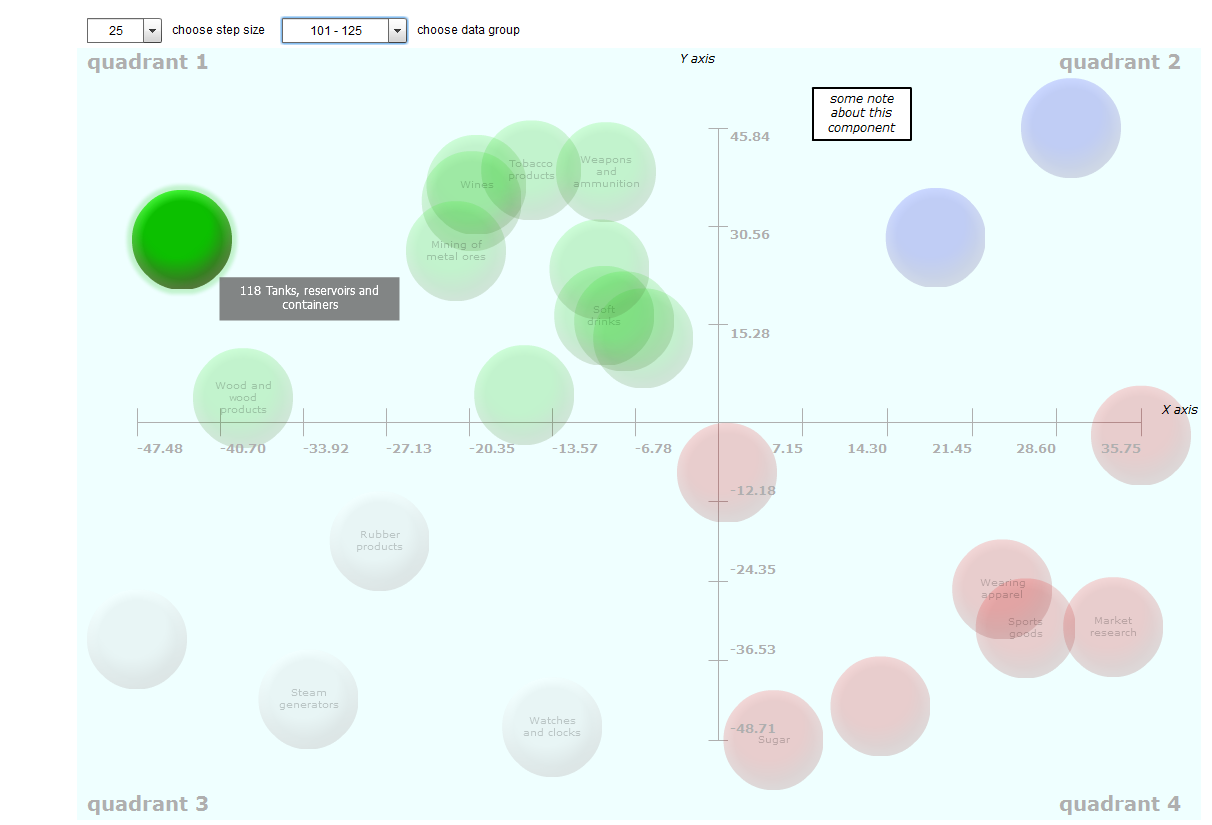 25
choose step size
101 - 125
choose data group
quadrant 1
Y axis
quadrant 2
some note
about this
component
45.84
Tobacco
products
Weapons
and
ammunition
Wines
30.56
Mining of
metal ores
118 Tanks, reservoirs and
containers
Soft
drinks
15.28
Wood and
wood
products
X axis
-47.48
-40.70
-33.92
-27.13
-20.35
-13.57
-6.78
7.15
14.30
21.45
28.60
35.75
-12.18
Rubber
products
-24.35
Wearing
apparel
Sports
goods
Market
research
-36.53
Steam
generators
Watches
and clocks
-48.71
Sugar
quadrant 3
quadrant 4